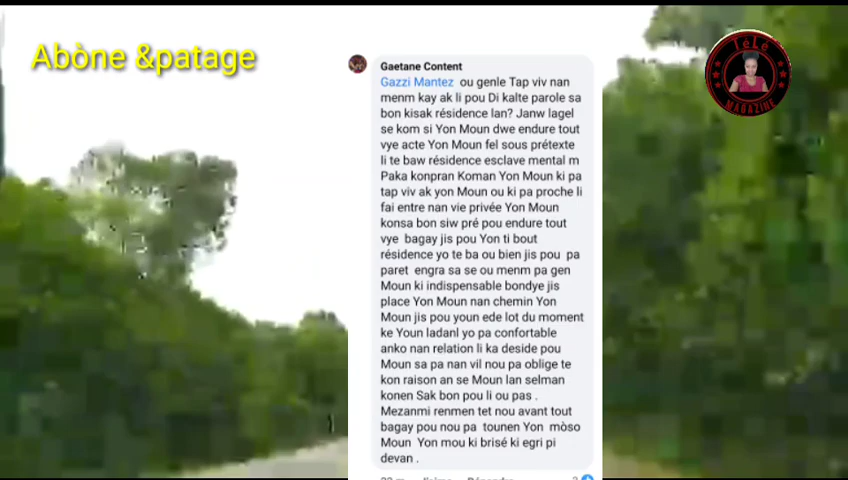 Abòne &patage
TéLé
MAGAZINE
Gaetane Content
Gazzi Mantez ou genle Tap viv nan
menm kay ak li pou Di kalte parole sa
bon kisak résidence lan? Janw lagel
se kom si Yon Moun dwe endure tout
vye acte Yon Moun fel sous prétexte
li te baw résidence esclave mental m
Paka konpran Koman Yon Moun ki pa
tap viv ak yon Moun ou ki pa proche li
fai entre nan vie privée Yon Moun
konsa bon siw pré pou endure tout
vye bagay jis pou Yon ti bout
résidence yo te ba ou bien jis pou pa
paret engra sa se ou menm pa gen
Moun ki indispensable bondye jis
place Yon Moun nan chemin Yon
Moun jis pou youn ede lot du moment
ke Youn ladanl yo pa confortable
anko nan relation li ka deside pou
Moun sa pa nan vil nou pa oblige te
kon raison an se Moun lan selman
konen Sak bon pou li ou pas .
Mezanmi renmen tet nou avant tout
bagay pou nou pa tounen Yon mòso
Moun Yon mou ki brisé ki egri pi
devan .